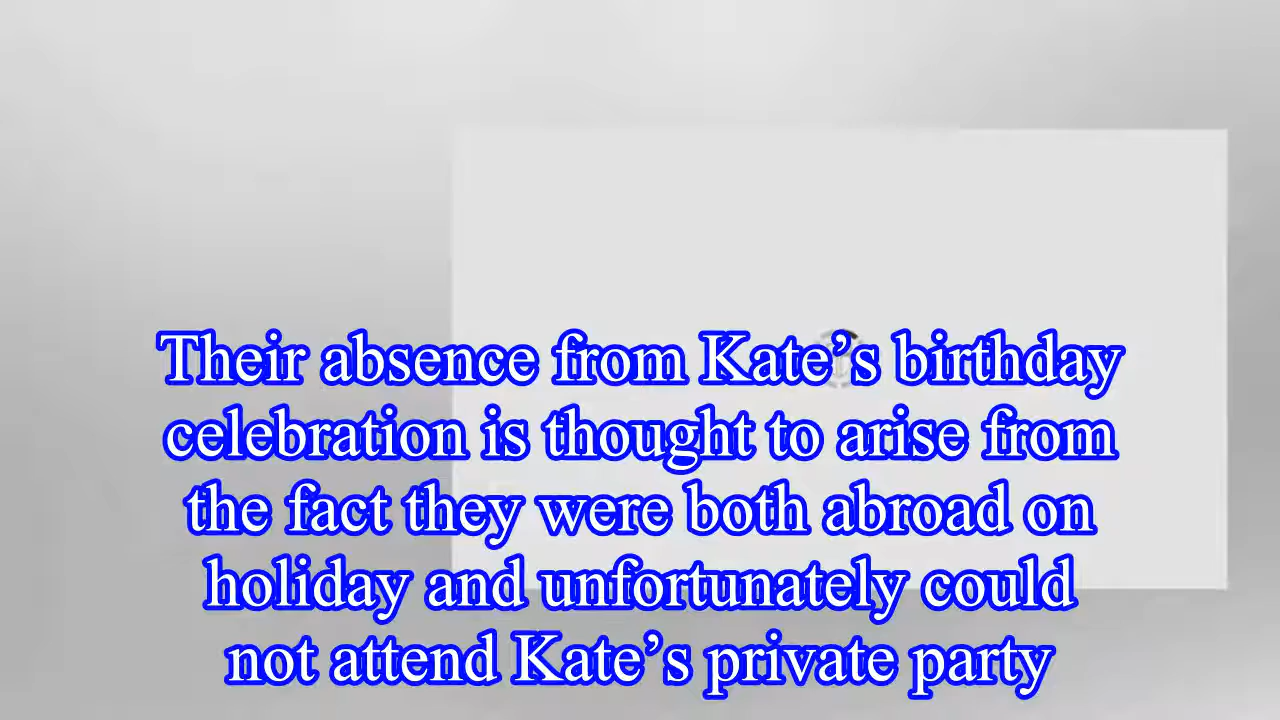 Their absence from Kate’s birthday
celebration is thought to arise from
the fact they were both abroad on
holiday and unfortunately could
not attend Kate’s private party